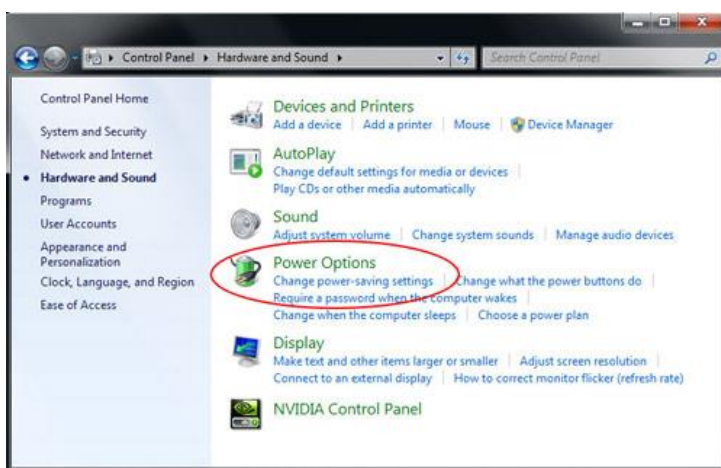 Control Panel Hardware and Sound Search Control Panel
Control Panel Home
System and Security
Network and Internet
Hardware and Sound
Programs
User Accounts
Appearance and
Personalization
Clock, Language, and Region
Ease of Access
Devices and Printers
Add a device Add a printer Mouse Device Manager
AutoPlay
Change default settings for media or devices
Play CDs or other media automatically
Sound
Adjust system volume Change system sounds Manage audio devices
Power Options
Change power-saving settings Change what the power buttons do
Require a password when the computer wakes
Change when the computer sleeps Choose a power plan
Display
Make text and other items larger or smaller Adjust screen resolution
Connect to an external display How to correct monitor flicker (refresh rate)
NVIDIA Control Panel